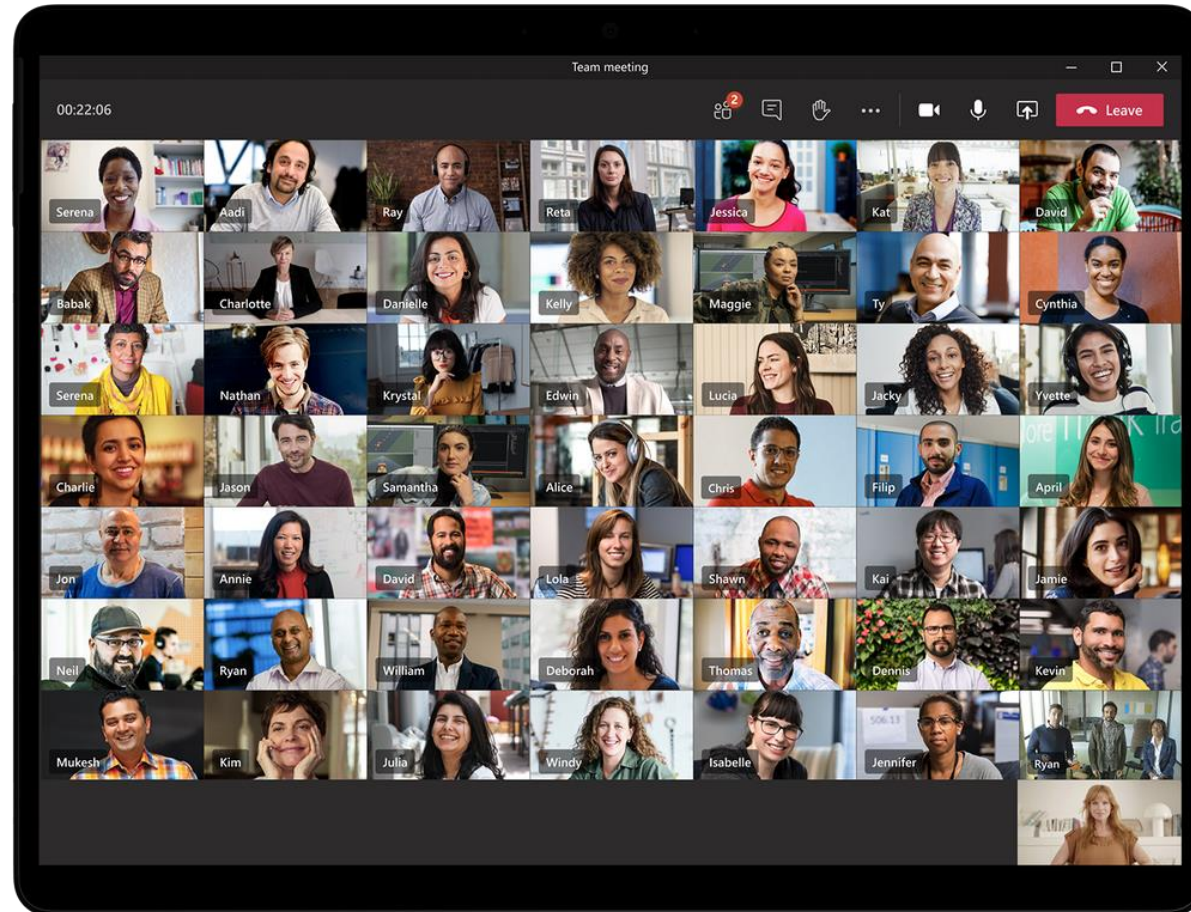 Team meeting
00:22:06
2
Leave
Serena
Aadi
Ray
Reta
Jessica
Kat
David
Babak
Charlotte
Danielle
Kelly
Maggie
Ty
Cynthia
Serena
Nathan
Krystal
Edwin
Lucia
Jacky
Yvette
Charlie
Jason
Samantha
Alice
Chris
Filip
April
Jon
Annie
David
Lola
Shawn
Kai
Jamie
Neil
Ryan
William
Deborah
Thomas
Dennis
Kevin
Mukesh
Kim
Julia
Windy
Isabelle
Jennifer
Ryan